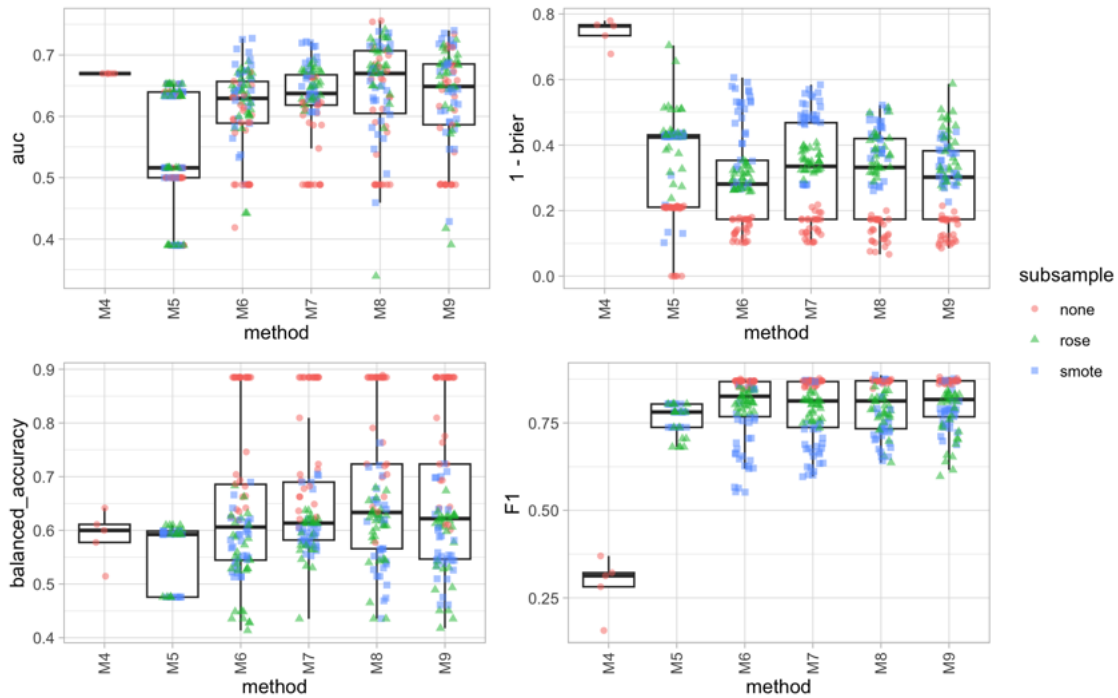 auc
0.7
0.6
0.5
0.4
M4 M5 M6 M7 M8 M9
method
1 - brier
0.8
0.6
0.4
0.2
0.0
M4 M5 M6 M7 M8 M9
method
balanced_accuracy
0.9
0.8
0.7
0.6
0.5
0.4
M4 M5 M6 M7 M8 M9
method
F1
0.75
0.50
0.25
M4 M5 M6 M7 M8 M9
method
subsample
none
rose
smote